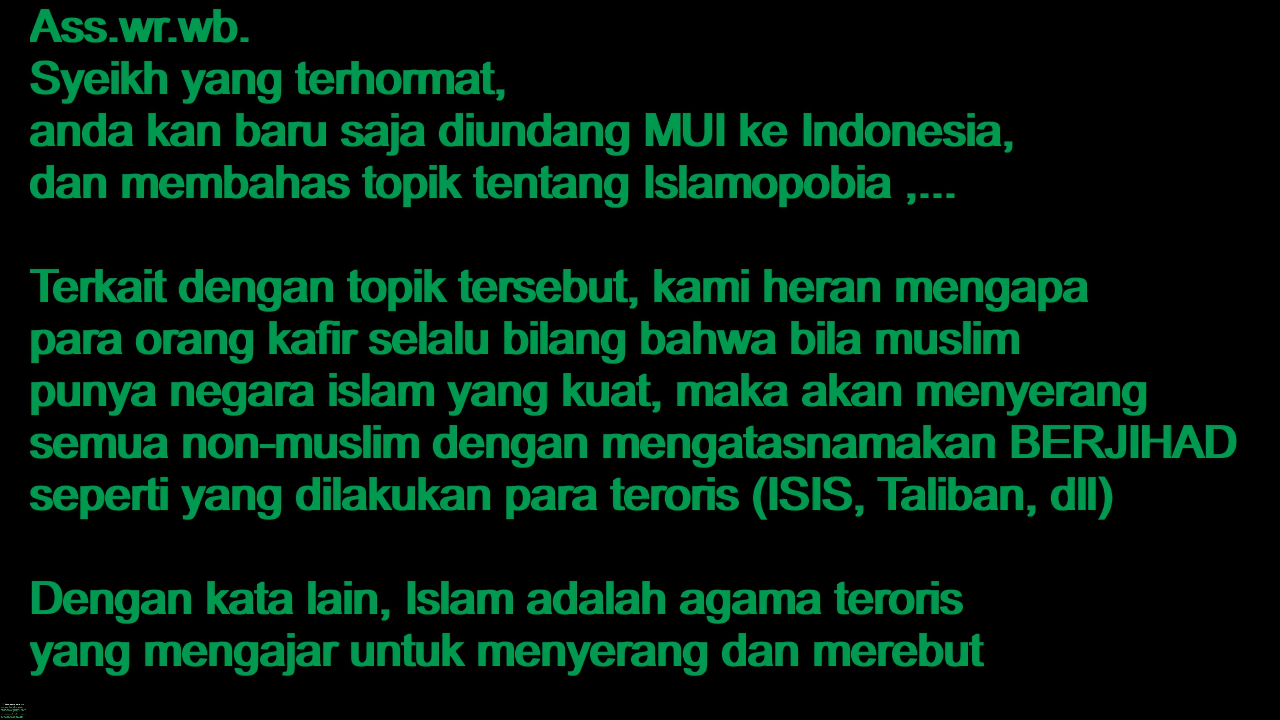 Ass.wr.wb.
Syeikh yang terhormat,
anda kan baru saja diundang MUI ke Indonesia,
dan membahas topik tentang Islamopobia ,...
Terkait dengan topik tersebut, kami heran mengapa
para orang kafir selalu bilang bahwa bila muslim
punya negara islam yang kuat, maka akan menyerang
semua non-muslim dengan mengatasnamakan BERJIHAD
seperti yang dilakukan para teroris (ISIS, Taliban, dll)
Dengan kata lain, Islam adalah agama teroris
yang mengajar untuk menyerang dan merebut